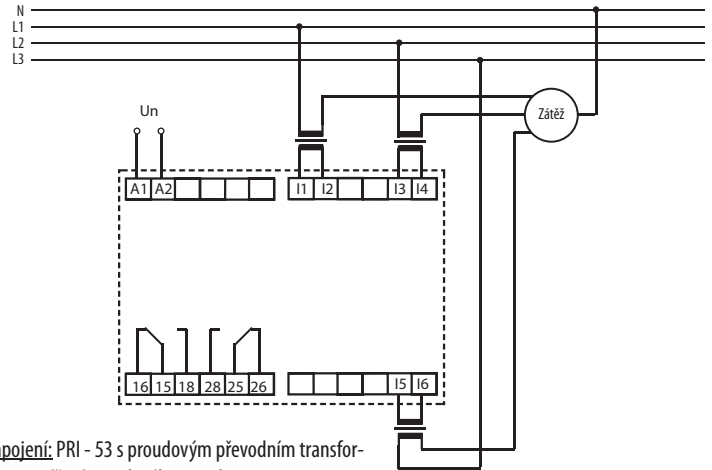 N
L1
L2
L3
Un
Zátěž
A1 A2 I1 I2 I3 I4
16 15 18 28 25 26 I5 I6
PRI - 53 s proudovým převodním transfor-